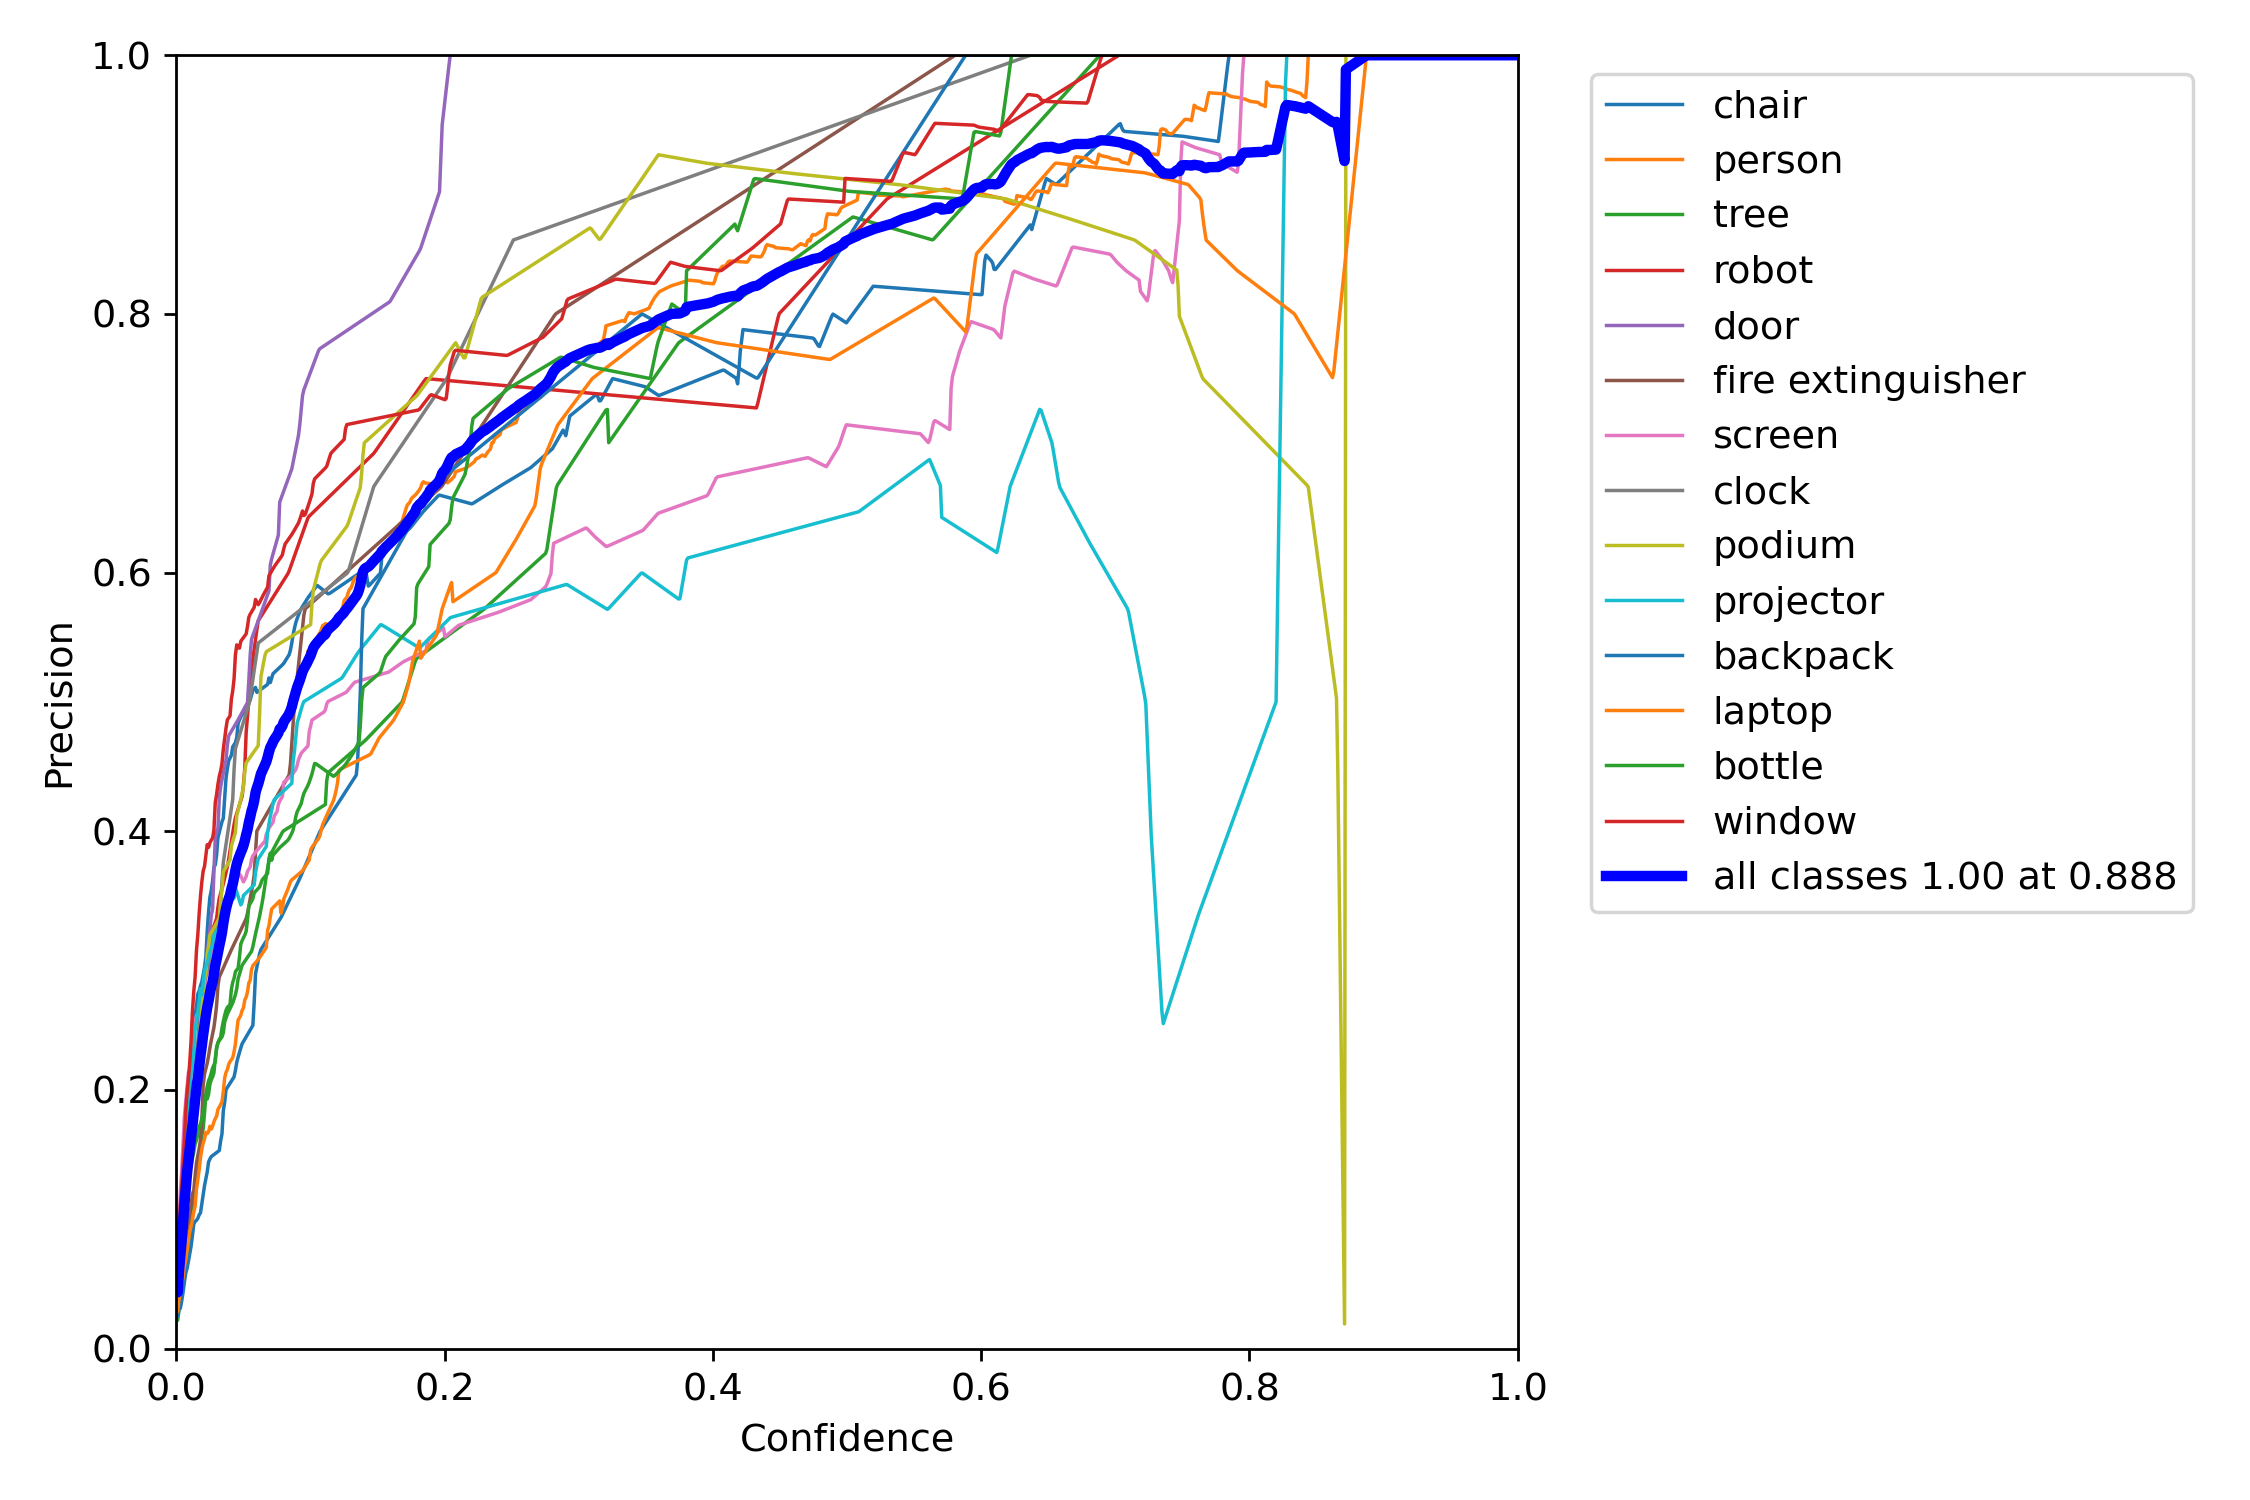 1.0
0.8
0.6
0.4
0.2
0.0
Precision
0.0 0.2 0.4 0.6 0.8 1.0
Confidence
chair
person
tree
robot
door
fire extinguisher
screen
clock
podium
projector
backpack
laptop
bottle
window
all classes 1.00 at 0.888